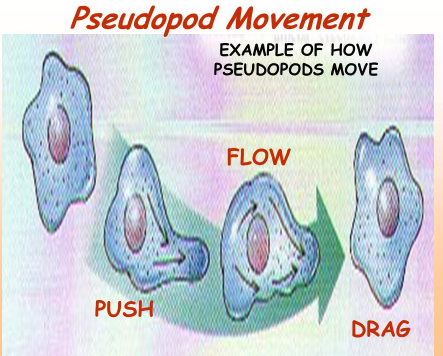 Pseudopod Movement
EXAMPLE OF HOW
PSEUDOPODS MOVE
FLOW
PUSH
DRAG